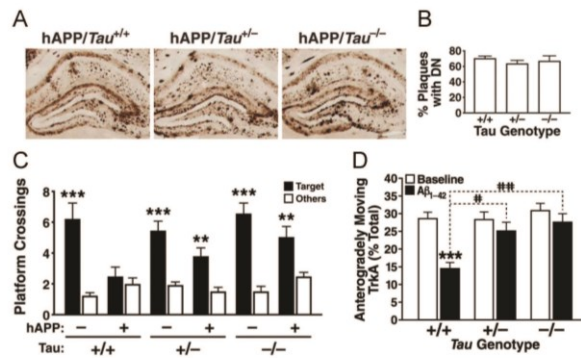 A
hAPP/Tau+/+ hAPP/Tau+/– hAPP/Tau–/–
B
% Plaques
with DN
80
60
40
20
0
+/+ +/– –/–
Tau Genotype
C
Platform Crossings
8
6
4
2
0
Target
Others
*** *** ** *** **
hAPP: – + – + – +
Tau: +/+ +/– –/–
D
Anterogradely Moving
TrkA (% Total)
40
35
30
25
20
15
10
5
0
Baseline
Aβ1–42
##
#
***
+/+ +/– –/–
Tau Genotype